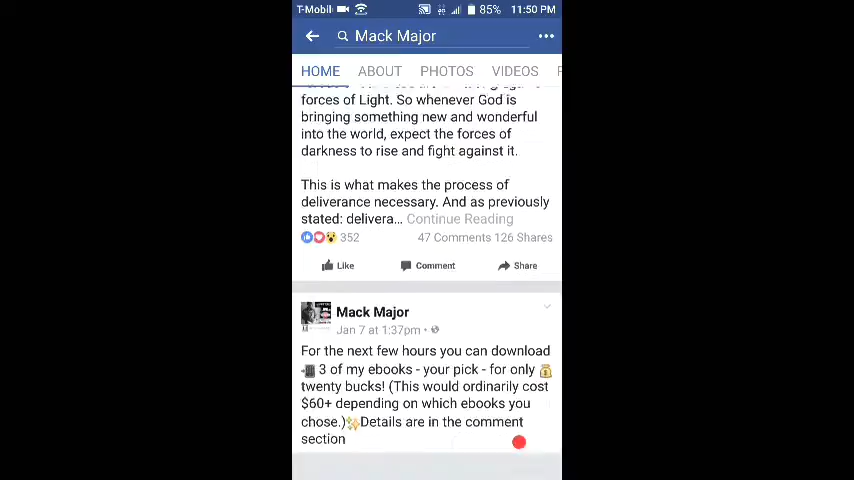 T-Mobil 85% 11:50 PM
Mack Major
HOME ABOUT PHOTOS VIDEOS
forces of Light. So whenever God is
bringing something new and wonderful
into the world, expect the forces of
darkness to rise and fight against it.
This is what makes the process of
deliverance necessary. And as previously
stated: delivera... Continue Reading
352 47 Comments 126 Shares
Like Comment Share
Mack Major
Jan 7 at 1:37pm •
For the next few hours you can download
📲 3 of my ebooks - your pick - for only 💰
twenty bucks! (This would ordinarily cost
$60+ depending on which ebooks you
chose.)✨Details are in the comment
section